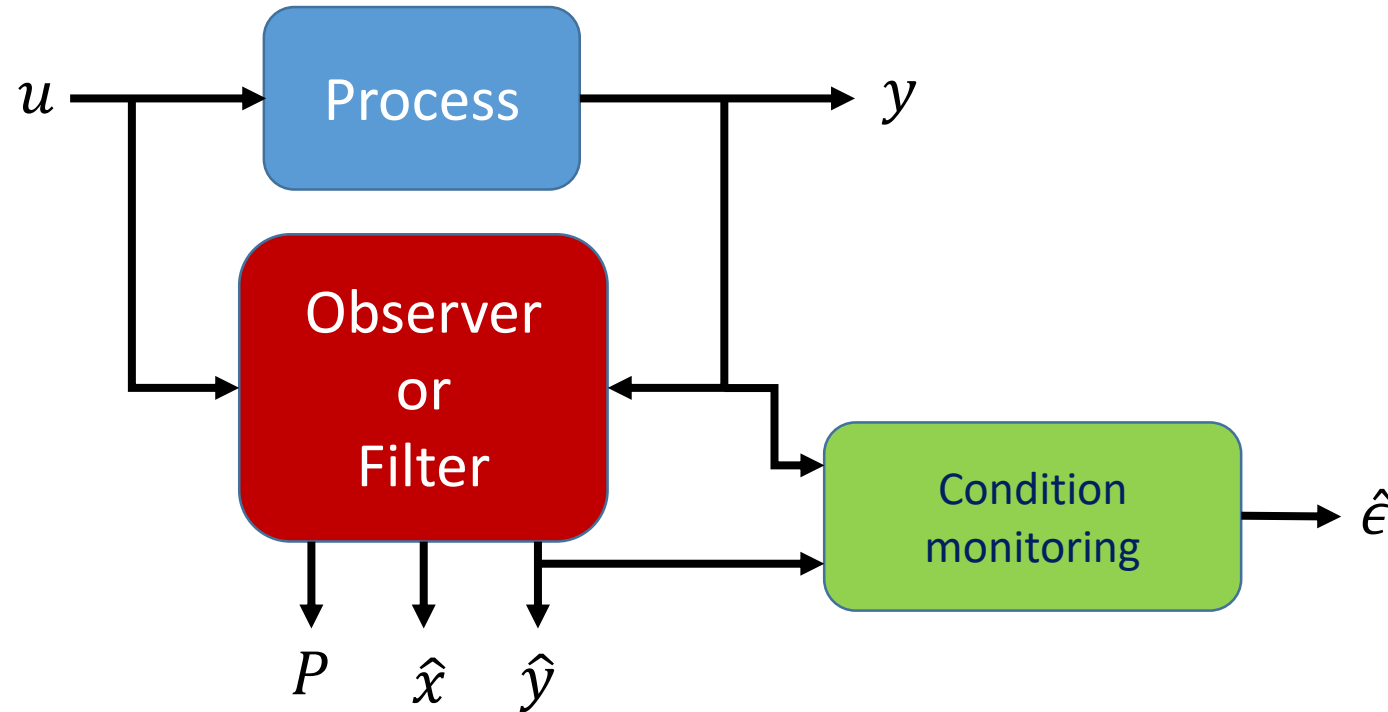 u
Process
y
Observer
or
Filter
Condition
monitoring
ϵ̂
P
x̂
ŷ